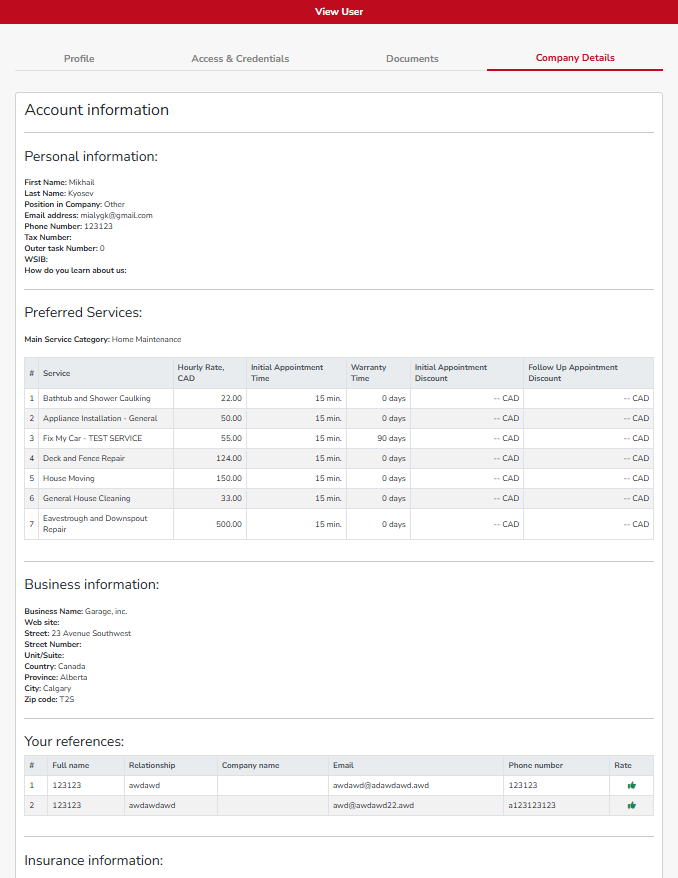 View User
Profile Access & Credentials Documents Company Details
Account information
Personal information:
First Name: Mikhail
Last Name: Kyosev
Position in Company: Other
Email address: mialygk@gmail.com
Phone Number: 123123
Tax Number:
Outer task Number: 0
WSIB:
How do you learn about us:
Preferred Services:
Main Service Category: Home Maintenance
# Service Hourly Rate, CAD Initial Appointment Time Warranty Time Initial Appointment Discount Follow Up Appointment Discount
1 Bathtub and Shower Caulking 22.00 15 min. 0 days -- CAD -- CAD
2 Appliance Installation - General 50.00 15 min. 0 days -- CAD -- CAD
3 Fix My Car - TEST SERVICE 55.00 15 min. 90 days -- CAD -- CAD
4 Deck and Fence Repair 124.00 15 min. 0 days -- CAD -- CAD
5 House Moving 150.00 15 min. 0 days -- CAD -- CAD
6 General House Cleaning 33.00 15 min. 0 days -- CAD -- CAD
7 Eavestrough and Downspout Repair 500.00 15 min. 0 days -- CAD -- CAD
Business information:
Business Name: Garage, inc.
Web site:
Street: 23 Avenue Southwest
Street Number:
Unit/Suite:
Country: Canada
Province: Alberta
City: Calgary
Zip code: T2S
Your references:
# Full name Relationship Company name Email Phone number Rate
1 123123 awdawd awdawd@adawdawd.awd 123123
2 123123 awdawdawd awd@awdawd22.awd a123123123
Insurance information: